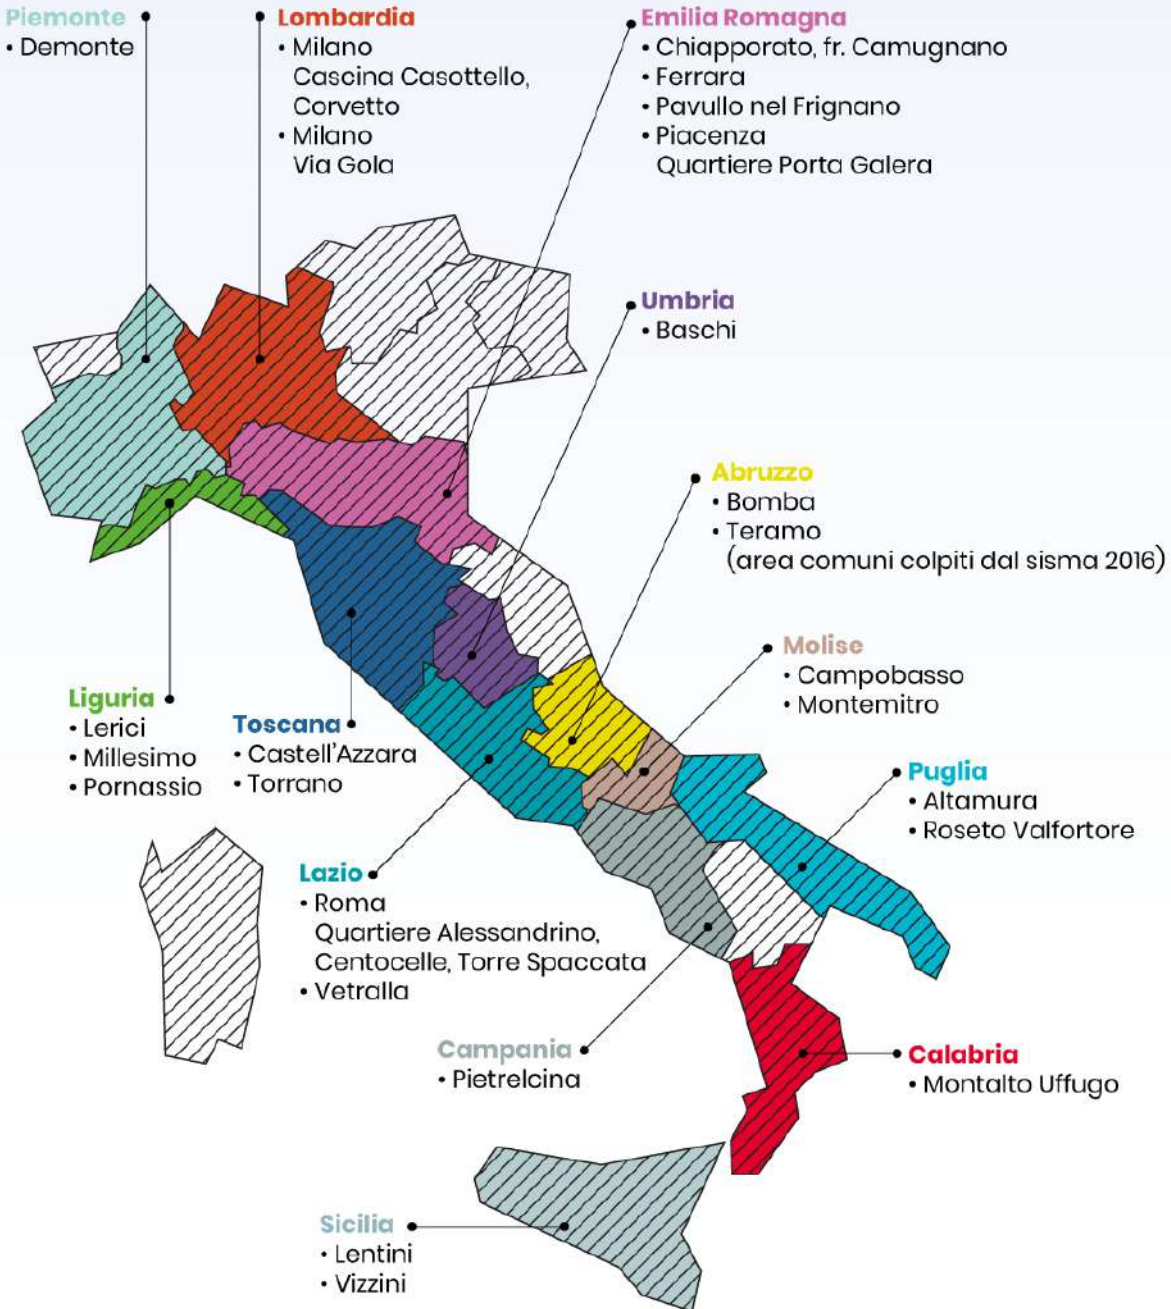 Piemonte
• Demonte
Lombardia
• Milano
Cascina Casottello,
Corvetto
• Milano
Via Gola
Emilia Romagna
• Chiapporato, fr. Camugnano
• Ferrara
• Pavullo nel Frignano
• Piacenza
Quartiere Porta Galera
Umbria
• Baschi
Abruzzo
• Bomba
• Teramo
(area comuni colpiti dal sisma 2016)
Molise
• Campobasso
• Montemitro
Liguria
• Lerici
• Millesimo
• Pornassio
Toscana
• Castell'Azzara
• Torrano
Puglia
• Altamura
• Roseto Valfortore
Lazio
• Roma
Quartiere Alessandrino,
Centocelle, Torre Spaccata
• Vetralla
Campania
• Pietrelcina
Calabria
• Montalto Uffugo
Sicilia
• Lentini
• Vizzini